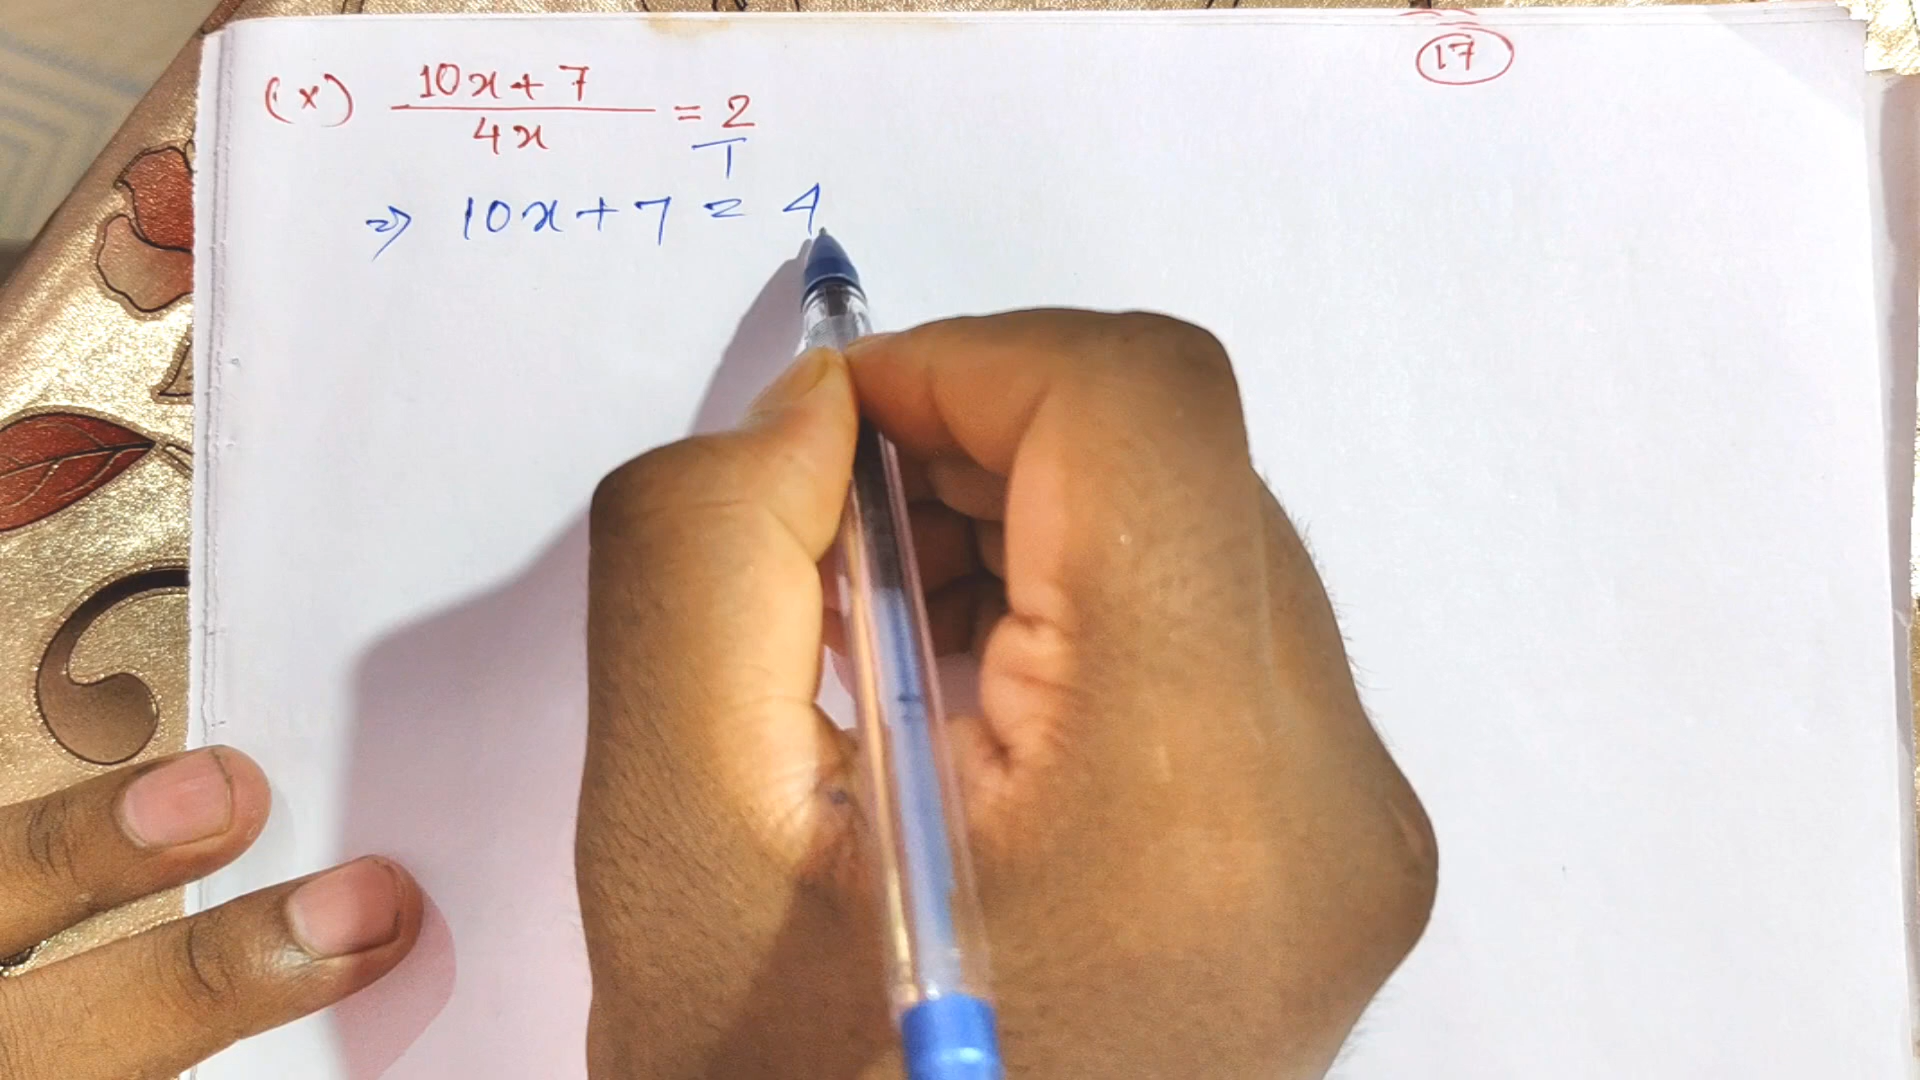 17
(x) 10x+7/4x = 2/1
⇒ 10x+7 = 4